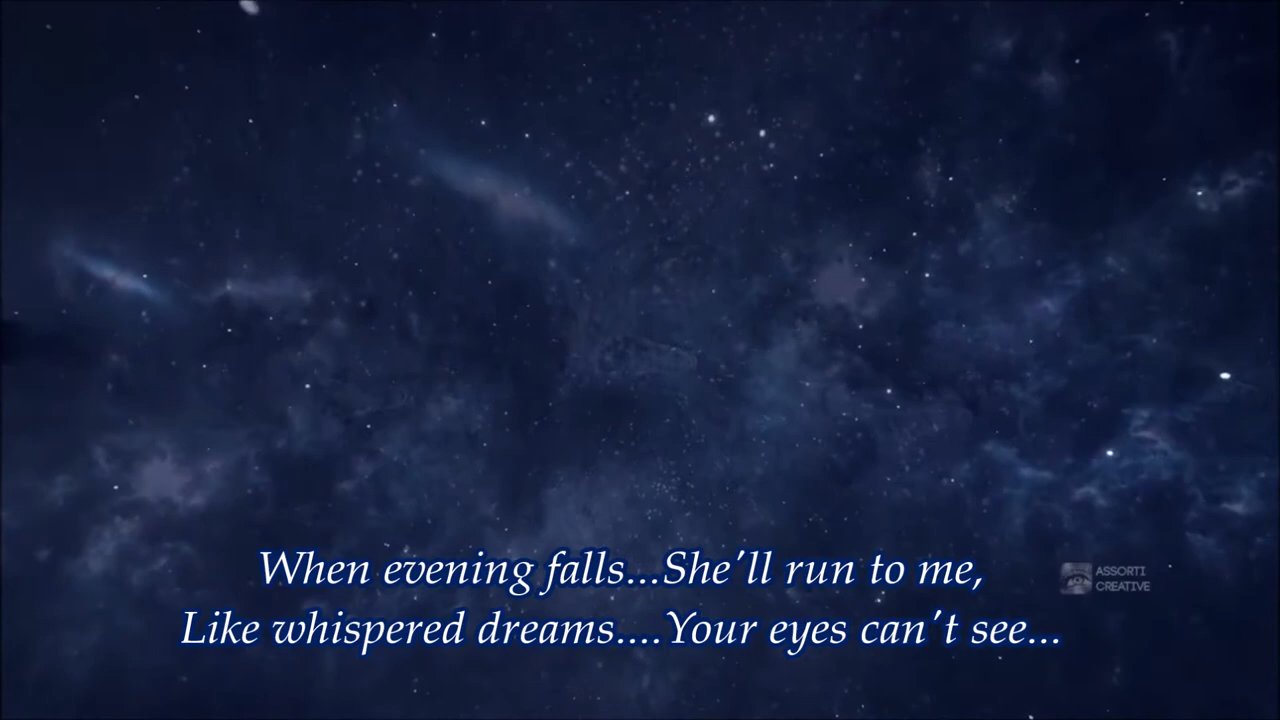 When evening falls...She'll run to me,
Like whispered dreams....Your eyes can't see...
ASSORTI
CREATIVE